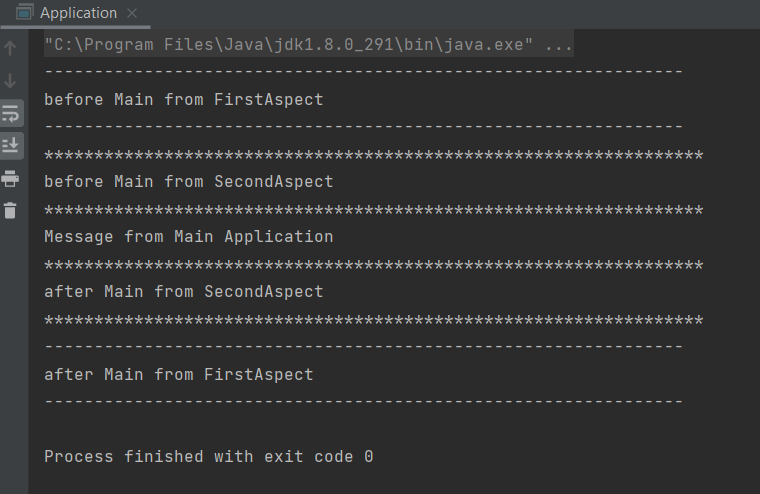 Application
"C:\Program Files\Java\jdk1.8.0_291\bin\java.exe" ...
----------------------------------------------------------------
before Main from FirstAspect
----------------------------------------------------------------
******************************************************************
before Main from SecondAspect
******************************************************************
Message from Main Application
******************************************************************
after Main from SecondAspect
******************************************************************
----------------------------------------------------------------
after Main from FirstAspect
----------------------------------------------------------------
Process finished with exit code 0